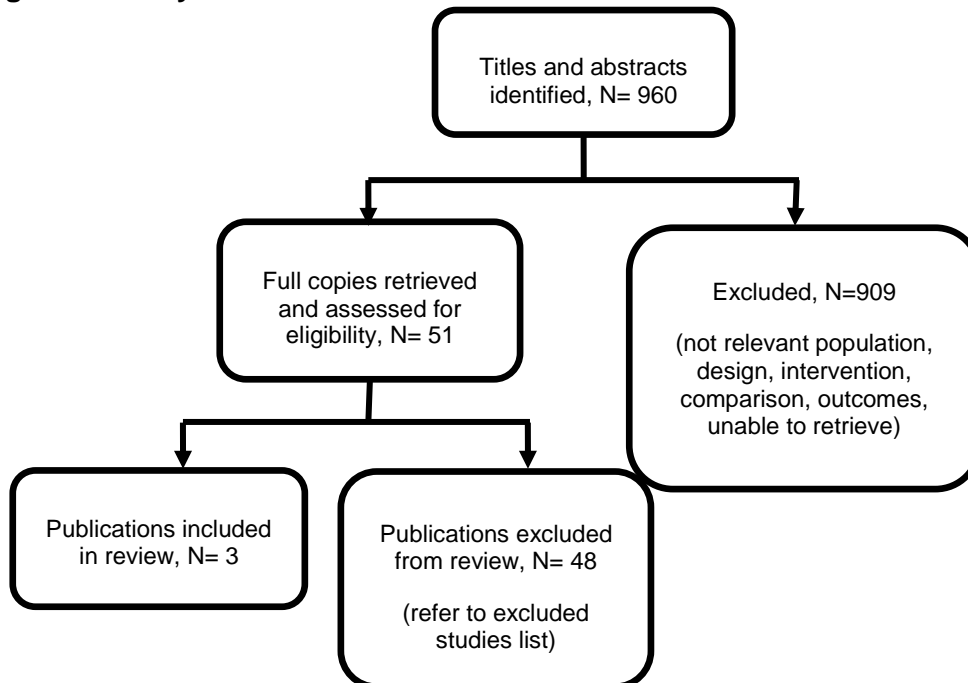 Titles and abstracts
identified, N= 960
Full copies retrieved
and assessed for
eligibility, N= 51
Excluded, N=909
(not relevant population,
design, intervention,
comparison, outcomes,
unable to retrieve)
Publications included
in review, N= 3
Publications excluded
from review, N= 48
(refer to excluded
studies list)